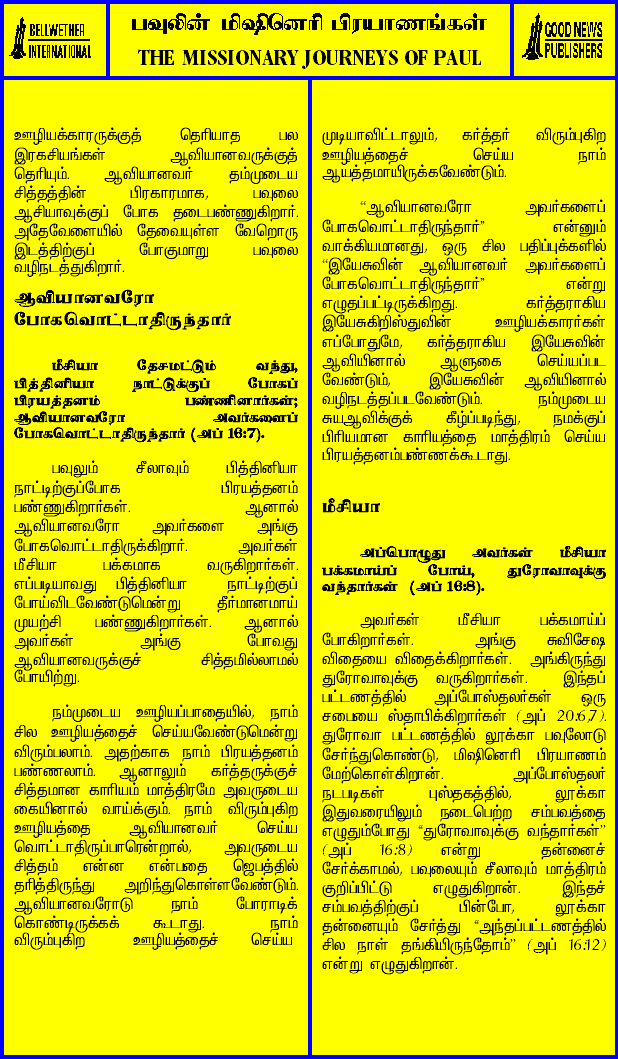 BELLWETHER
INTERNATIONAL
பவுலின் மிஷினெரி பிரயாணங்கள்
THE MISSIONARY JOURNEYS OF PAUL
GOOD NEWS
PUBLISHERS
ஊழியக்காரருக்குத் தெரியாத பல
இரகசியங்கள் ஆவியானவருக்குத்
தெரியும். ஆவியானவர் தம்முடைய
சித்தத்தின் பிரகாரமாக, பவுலை
ஆசியாவுக்குப் போக தடைபண்ணுகிறார்.
அதேவேளையில் தேவையுள்ள வேறொரு
இடத்திற்குப் போகுமாறு பவுலை
வழிநடத்துகிறார்.
ஆவியானவரோ
போகவொட்டாதிருந்தார்
மீசியா தேசமட்டும் வந்து,
பித்தினியா நாட்டுக்குப் போகப்
பிரயத்தனம் பண்ணினார்கள்;
ஆவியானவரோ அவர்களைப்
போகவொட்டாதிருந்தார் (அப் 16:7).
பவுலும் சீலாவும் பித்தினியா
நாட்டிற்குப்போக பிரயத்தனம்
பண்ணுகிறார்கள். ஆனால்
ஆவியானவரோ அவர்களை அங்கு
போகவொட்டாதிருக்கிறார். அவர்கள்
மீசியா பக்கமாக வருகிறார்கள்.
எப்படியாவது பித்தினியா நாட்டிற்குப்
போய்விடவேண்டுமென்று தீர்மானமாய்
முயற்சி பண்ணுகிறார்கள். ஆனால்
அவர்கள் அங்கு போவது
ஆவியானவருக்குச் சித்தமில்லாமல்
போயிற்று.
நம்முடைய ஊழியப்பாதையில், நாம்
சில ஊழியத்தைச் செய்யவேண்டுமென்று
விரும்பலாம். அதற்காக நாம் பிரயத்தனம்
பண்ணலாம். ஆனாலும் கர்த்தருக்குச்
சித்தமான காரியம் மாத்திரமே அவருடைய
கையினால் வாய்க்கும். நாம் விரும்புகிற
ஊழியத்தை ஆவியானவர் செய்ய
வொட்டாதிருப்பாரென்றால், அவருடைய
சித்தம் என்ன என்பதை ஜெபத்தில்
தரித்திருந்து அறிந்துகொள்ளவேண்டும்.
ஆவியானவரோடு நாம் போராடிக்
கொண்டிருக்கக் கூடாது. நாம்
விரும்புகிற ஊழியத்தைச் செய்ய
முடியாவிட்டாலும், கர்த்தர் விரும்புகிற
ஊழியத்தைச் செய்ய நாம்
ஆயத்தமாயிருக்கவேண்டும்.
“ஆவியானவரோ அவர்களைப்
போகவொட்டாதிருந்தார்” என்னும்
வாக்கியமானது, ஒரு சில பதிப்புக்களில்
“இயேசுவின் ஆவியானவர் அவர்களைப்
போகவொட்டாதிருந்தார்” என்று
எழுதப்பட்டிருக்கிறது. கர்த்தராகிய
இயேசுகிறிஸ்துவின் ஊழியக்காரர்கள்
எப்போதுமே, கர்த்தராகிய இயேசுவின்
ஆவியினால் ஆளுகை செய்யப்பட
வேண்டும், இயேசுவின் ஆவியினால்
வழிநடத்தப்படவேண்டும். நம்முடைய
சுயஆவிக்குக் கீழ்ப்படிந்து, நமக்குப்
பிரியமான காரியத்தை மாத்திரம் செய்ய
பிரயத்தனம்பண்ணக்கூடாது.
மீசியா
அப்பொழுது அவர்கள் மீசியா
பக்கமாய்ப் போய், துரோவாவுக்கு
வந்தார்கள் (அப் 16:8).
அவர்கள் மீசியா பக்கமாய்ப்
போகிறார்கள். அங்கு சுவிசேஷ
விதையை விதைக்கிறார்கள். அங்கிருந்து
துரோவாவுக்கு வருகிறார்கள். இந்தப்
பட்டணத்தில் அப்போஸ்தலர்கள் ஒரு
சபையை ஸ்தாபிக்கிறார்கள் (அப் 20:6,7).
துரோவா பட்டணத்தில் லூக்கா பவுலோடு
சேர்ந்துகொண்டு, மிஷினெரி பிரயாணம்
மேற்கொள்கிறான். அப்போஸ்தலர்
நடபடிகள் புஸ்தகத்தில், லூக்கா
இதுவரையிலும் நடைபெற்ற சம்பவத்தை
எழுதும்போது “துரோவாவுக்கு வந்தார்கள்”
(அப் 16:8) என்று தன்னைச்
சேர்க்காமல், பவுலையும் சீலாவும் மாத்திரம்
குறிப்பிட்டு எழுதுகிறான். இந்தச்
சம்பவத்திற்குப் பின்போ, லூக்கா
தன்னையும் சேர்த்து “அந்தப்பட்டணத்தில்
சில நாள் தங்கியிருந்தோம்” (அப் 16:12)
என்று எழுதுகிறான்.